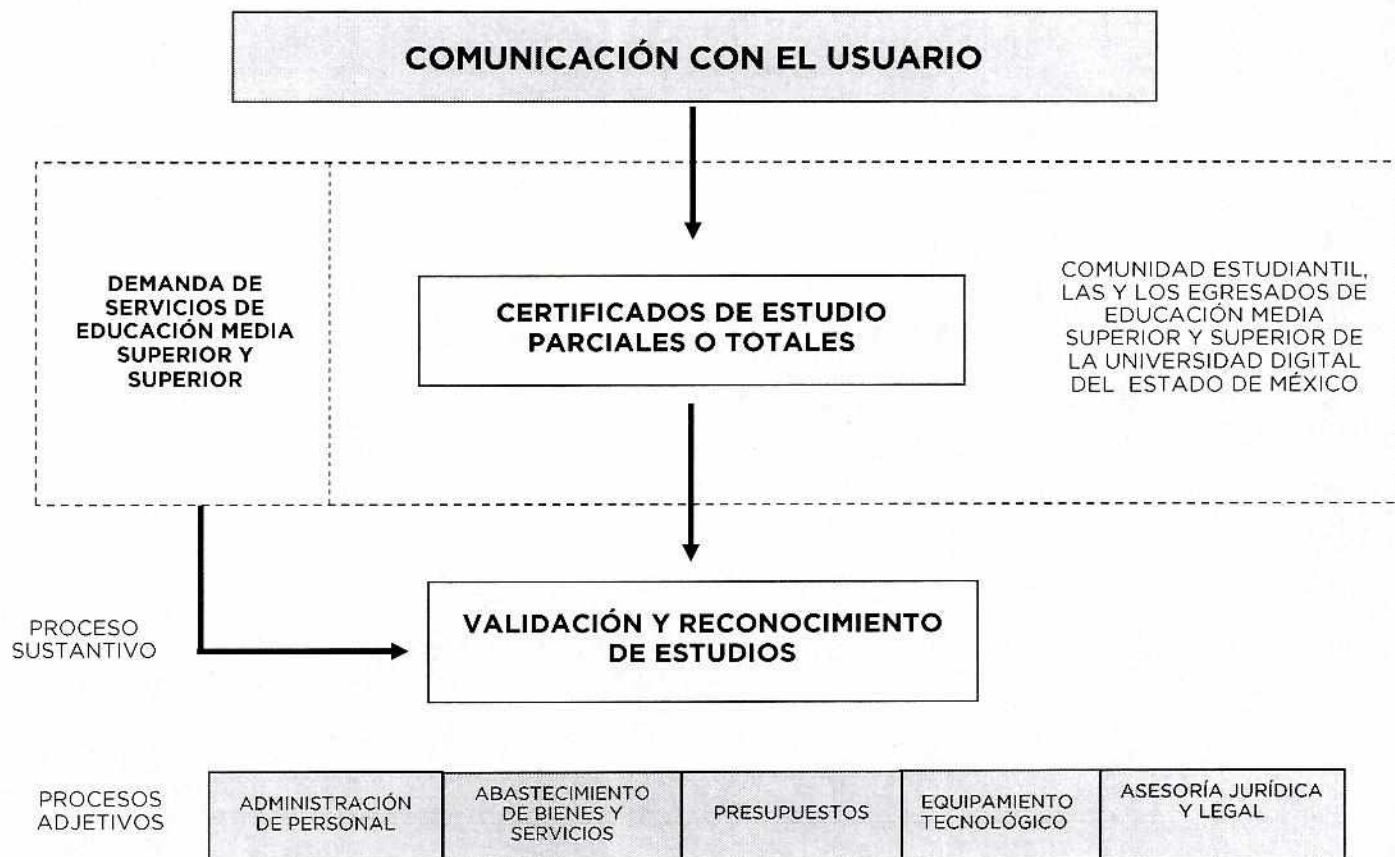 COMUNICACIÓN CON EL USUARIO
DEMANDA DE
SERVICIOS DE
EDUCACIÓN MEDIA
SUPERIOR Y
SUPERIOR
CERTIFICADOS DE ESTUDIO
PARCIALES O TOTALES
COMUNIDAD ESTUDIANTIL,
LAS Y LOS EGRESADOS DE
EDUCACIÓN MEDIA
SUPERIOR Y SUPERIOR DE
LA UNIVERSIDAD DIGITAL
DEL ESTADO DE MÉXICO
PROCESO
SUSTANTIVO
VALIDACIÓN Y RECONOCIMIENTO
DE ESTUDIOS
PROCESOS
ADJETIVOS
ADMINISTRACIÓN
DE PERSONAL
ABASTECIMIENTO
DE BIENES Y
SERVICIOS
PRESUPUESTOS
EQUIPAMIENTO
TECNOLÓGICO
ASESORÍA JURÍDICA
Y LEGAL